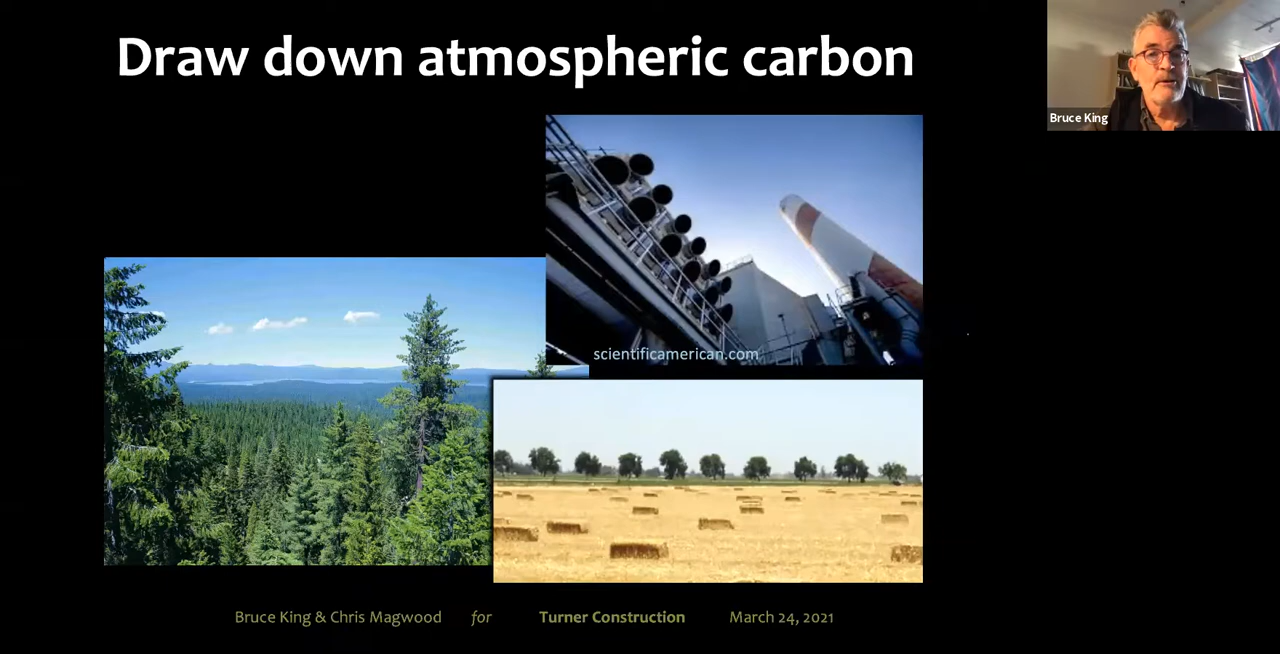 Draw down atmospheric carbon
Bruce King
scientificamerican.com
Bruce King & Chris Magwood for Turner Construction March 24, 2021